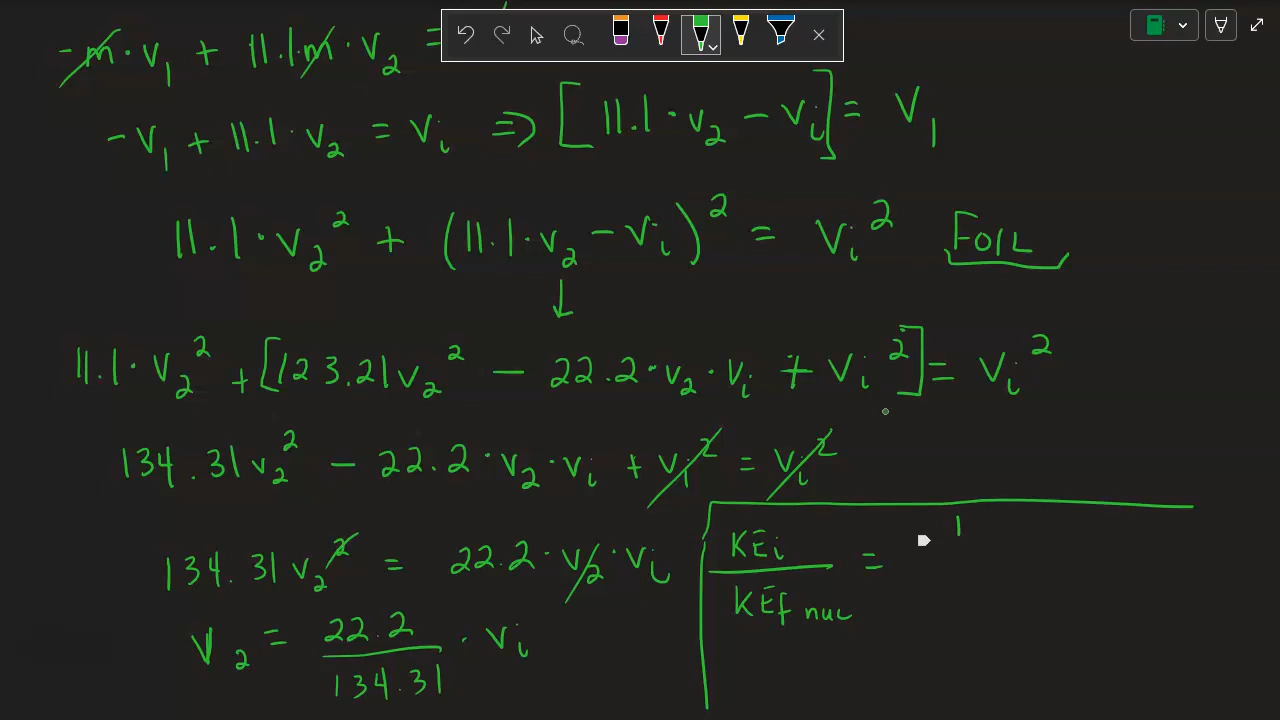 -m · v₁ + 11.1m · v₂ =
-v₁ + 11.1 · v₂ = vᵢ ⇒ [11.1 · v₂ - vᵢ] = v₁
11.1 · v₂² + (11.1 · v₂ - vᵢ)² = vᵢ² FOIL
↓
11.1 · v₂² + [123.21v₂² - 22.2 · v₂ · vᵢ + vᵢ²] = vᵢ²
134.31v₂² - 22.2 · v₂ · vᵢ + vᵢ² = vᵢ²
134.31v₂² = 22.2 · v₂ · vᵢ
v₂ = 22.2/134.31 · vᵢ
KEᵢ/KEf nuc = 1